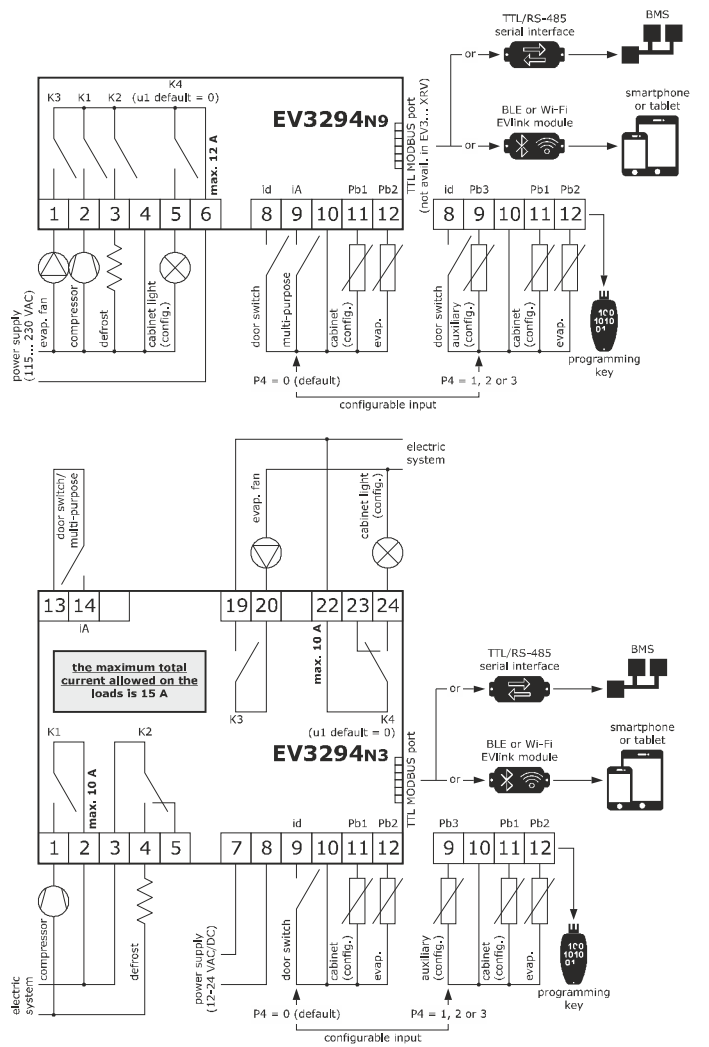 TTL/RS-485
serial interface
BMS
or
K4
(u1 default = 0)
K3 K1 K2
EV3294N9
max. 12 A
TTL MODBUS port
(not avail. in EV3... XRV)
BLE or Wi-Fi
EVlink module
smartphone
or tablet
or
id iA Pb1 Pb2
id Pb3 Pb1 Pb2
1 2 3 4 5 6
8 9 10 11 12
8 9 10 11 12
power supply
(115... 230 VAC)
evap. fan
compressor
defrost
cabinet light
(config.)
door switch
multi-purpose
cabinet
(config.)
evap.
door switch
auxiliary
(config.)
cabinet
(config.)
evap.
100
1010
01
programming
key
P4 = 0 (default)
P4 = 1, 2 or 3
configurable input
electric
system
door switch/
multi-purpose
evap. fan
cabinet light
(config.)
13 14
19 20 22 23 24
iA
the maximum total
current allowed on the
loads is 15 A
max. 10 A
K3
K4
(u1 default = 0)
TTL/RS-485
serial interface
BMS
or
K1 K2
max. 10 A
EV3294N3
TTL MODBUS port
BLE or Wi-Fi
EVlink module
smartphone
or tablet
or
id Pb1 Pb2
Pb3 Pb1 Pb2
1 2 3 4 5
7 8 9 10 11 12
9 10 11 12
compressor
defrost
electric
system
power supply
(12-24 VAC/DC)
door switch
cabinet
(config.)
evap.
auxiliary
(config.)
cabinet
(config.)
evap.
100
1010
01
programming
key
P4 = 0 (default)
P4 = 1, 2 or 3
configurable input